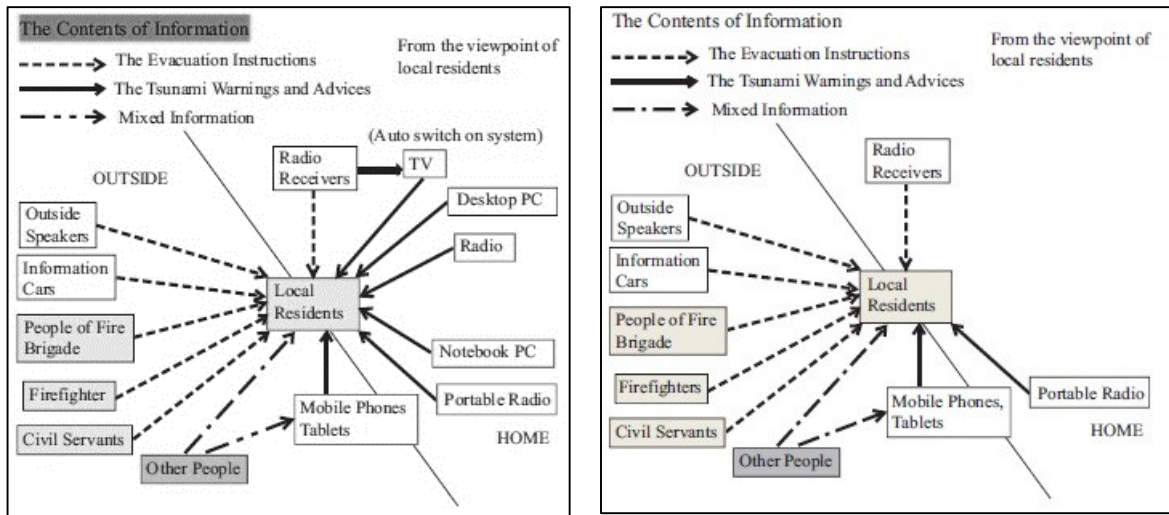 The Contents of Information
The Evacuation Instructions
The Tsunami Warnings and Advices
Mixed Information
From the viewpoint of
local residents
(Auto switch on system)
OUTSIDE
Radio
Receivers
TV
Desktop PC
Radio
Outside
Speakers
Information
Cars
Local
Residents
People of Fire
Brigade
Firefighter
Civil Servants
Other People
Mobile Phones
Tablets
Notebook PC
Portable Radio
HOME
The Contents of Information
The Evacuation Instructions
The Tsunami Warnings and Advices
Mixed Information
From the viewpoint of
local residents
OUTSIDE
Radio
Receivers
Outside
Speakers
Information
Cars
Local
Residents
People of Fire
Brigade
Firefighters
Civil Servants
Other People
Mobile Phones,
Tablets
Portable Radio
HOME